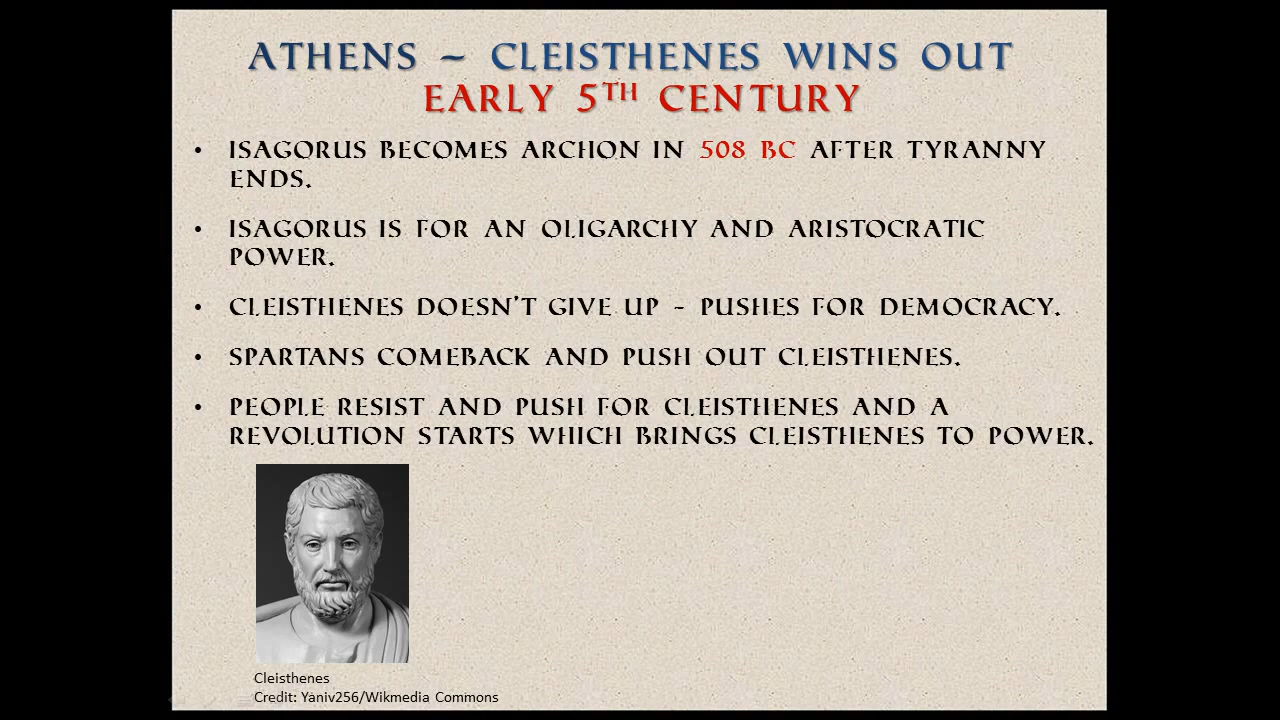 ATHENS – CLEISTHENES WINS OUT
EARLY 5TH CENTURY
• ISAGORUS BECOMES ARCHON IN 508 BC AFTER TYRANNY
ENDS.
• ISAGORUS IS FOR AN OLIGARCHY AND ARISTOCRATIC
POWER.
• CLEISTHENES DOESN'T GIVE UP - PUSHES FOR DEMOCRACY.
• SPARTANS COMEBACK AND PUSH OUT CLEISTHENES.
• PEOPLE RESIST AND PUSH FOR CLEISTHENES AND A
REVOLUTION STARTS WHICH BRINGS CLEISTHENES TO POWER.
Cleisthenes
Credit: Yaniv256/Wikmedia Commons